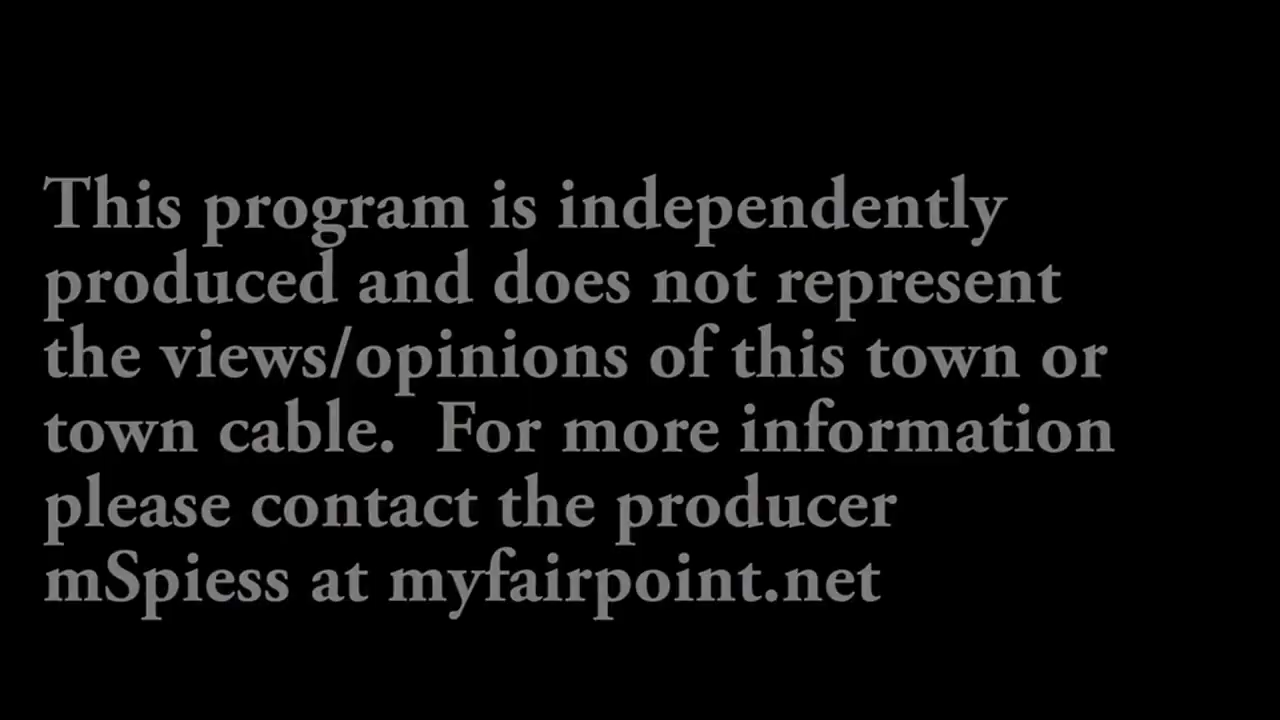 This program is independently
produced and does not represent
the views/opinions of this town or
town cable.  For more information
please contact the producer
mSpiess at myfairpoint.net